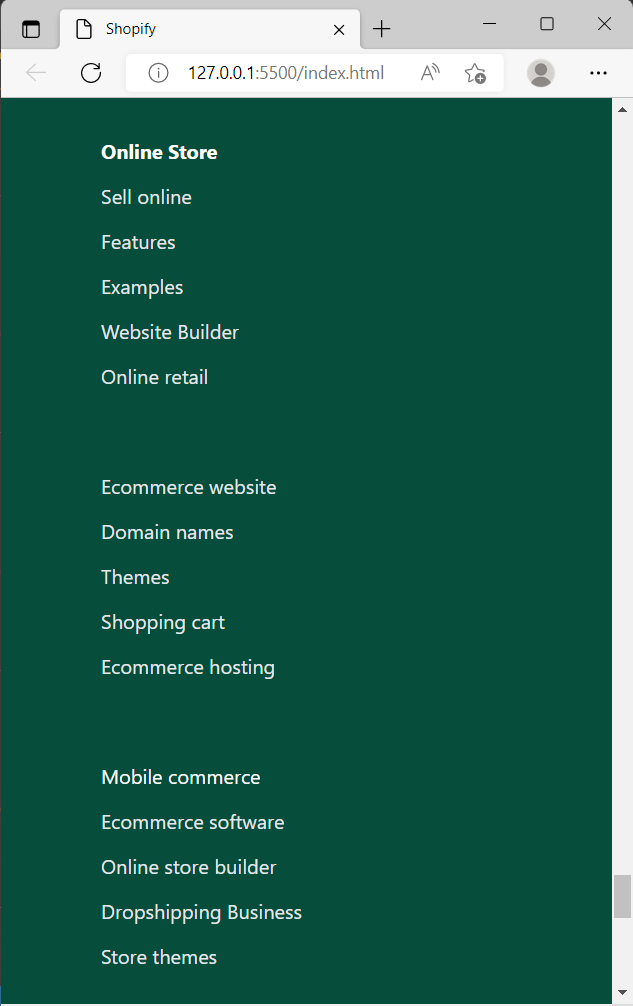 Shopify
127.0.0.1:5500/index.html
Online Store
Sell online
Features
Examples
Website Builder
Online retail
Ecommerce website
Domain names
Themes
Shopping cart
Ecommerce hosting
Mobile commerce
Ecommerce software
Online store builder
Dropshipping Business
Store themes